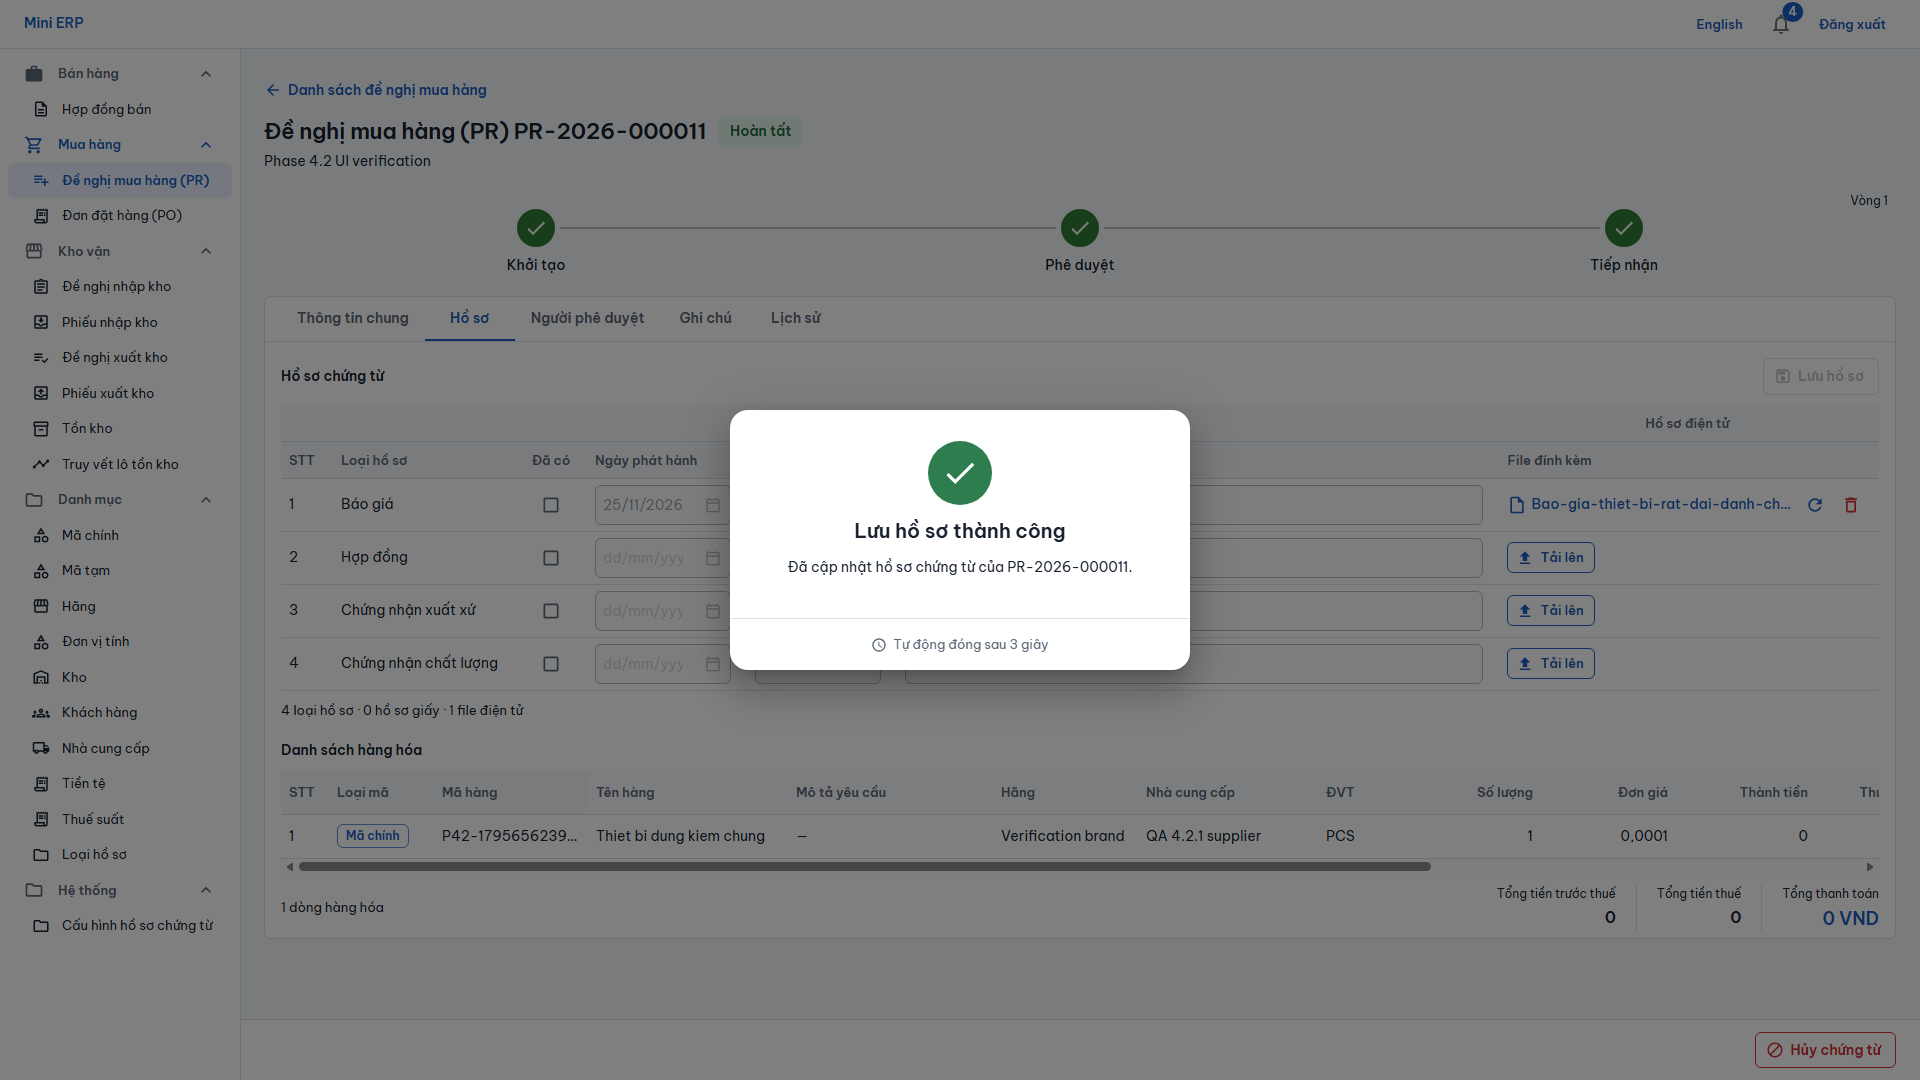 Mini ERP
English
4
Đăng xuất
Bán hàng
Hợp đồng bán
Mua hàng
Đề nghị mua hàng (PR)
Đơn đặt hàng (PO)
Kho vận
Đề nghị nhập kho
Phiếu nhập kho
Đề nghị xuất kho
Phiếu xuất kho
Tồn kho
Truy vết lô tồn kho
Danh mục
Mã chính
Mã tạm
Hãng
Đơn vị tính
Kho
Khách hàng
Nhà cung cấp
Tiền tệ
Thuế suất
Loại hồ sơ
Hệ thống
Cấu hình hồ sơ chứng từ
Danh sách đề nghị mua hàng
Đề nghị mua hàng (PR) PR-2026-000011 Hoàn tất
Phase 4.2 UI verification
Vòng 1
Khởi tạo Phê duyệt Tiếp nhận
Thông tin chung Hồ sơ Người phê duyệt Ghi chú Lịch sử
Hồ sơ chứng từ Lưu hồ sơ
Hồ sơ điện tử
STT Loại hồ sơ Đã có Ngày phát hành File đính kèm
1 Báo giá 25/11/2026 Bao-gia-thiet-bi-rat-dai-danh-ch...
2 Hợp đồng dd/mm/yyy Tải lên
3 Chứng nhận xuất xứ dd/mm/yyy Tải lên
4 Chứng nhận chất lượng dd/mm/yyy Tải lên
Lưu hồ sơ thành công
Đã cập nhật hồ sơ chứng từ của PR-2026-000011.
Tự động đóng sau 3 giây
4 loại hồ sơ · 0 hồ sơ giấy · 1 file điện tử
Danh sách hàng hóa
STT Loại mã Mã hàng Tên hàng Mô tả yêu cầu Hãng Nhà cung cấp ĐVT Số lượng Đơn giá Thành tiền
1 Mã chính P42-1795656239... Thiet bi dung kiem chung — Verification brand QA 4.2.1 supplier PCS 1 0,0001 0
1 dòng hàng hóa
Tổng tiền trước thuế Tổng tiền thuế Tổng thanh toán
0 0 0 VND
Hủy chứng từ